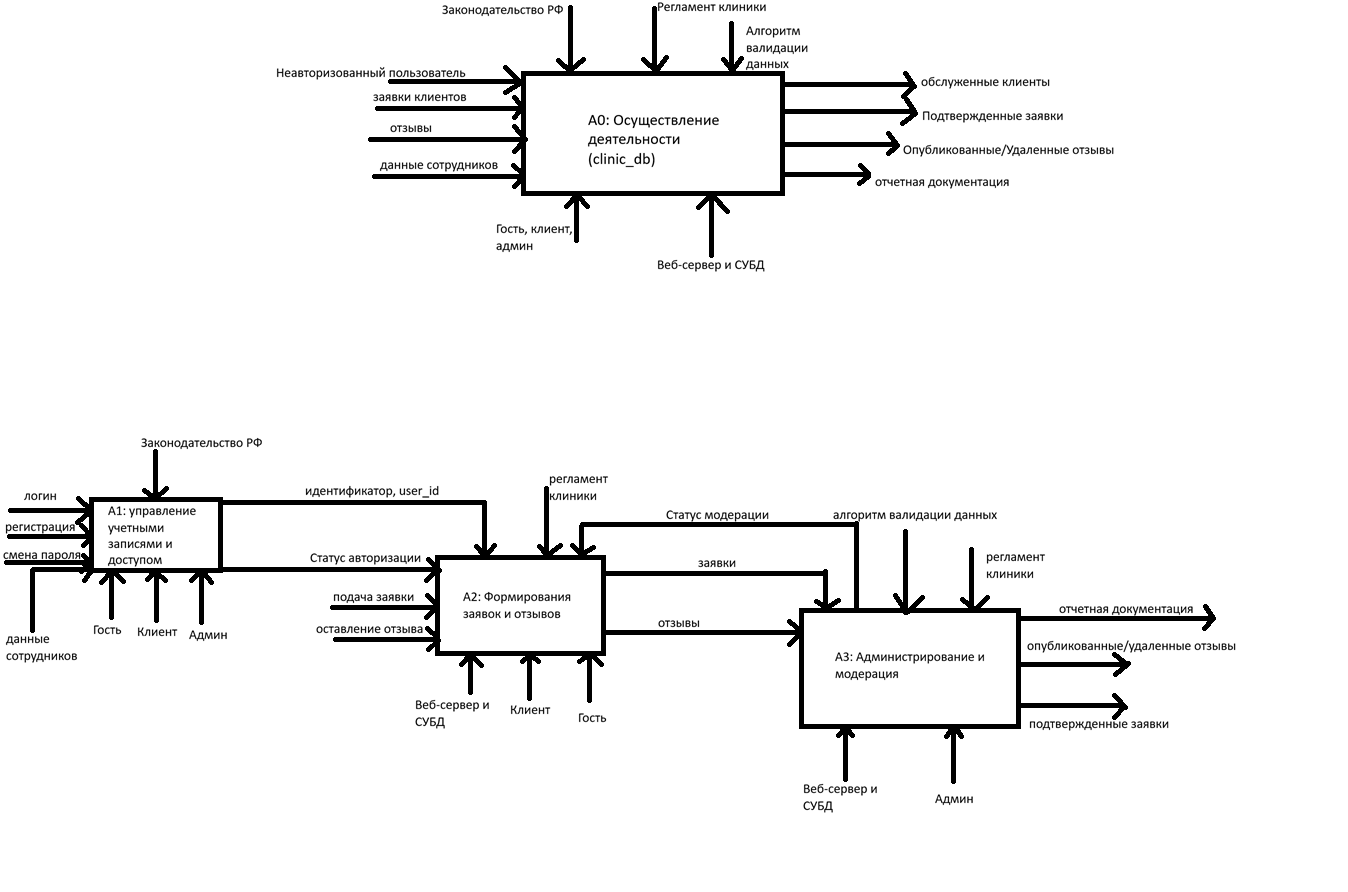 Законодательство РФ
Регламент клиники
Алгоритм
валидации
данных
Неавторизованный пользователь
заявки клиентов
отзывы
данные сотрудников
А0: Осуществление
деятельности
(clinic_db)
обслуженные клиенты
Подтвержденные заявки
Опубликованные/Удаленные отзывы
отчетная документация
Гость, клиент,
админ
Веб-сервер и СУБД
Законодательство РФ
логин
регистрация
смена пароля
данные
сотрудников
А1: управление
учетными
записями и
доступом
Гость
Клиент
Админ
идентификатор, user_id
Статус авторизации
подача заявки
оставление отзыва
регламент
клиники
А2: Формирования
заявок и отзывов
Веб-сервер и
СУБД
Клиент
Гость
Статус модерации
заявки
отзывы
алгоритм валидации данных
регламент
клиники
А3: Администрирование и
модерация
отчетная документация
опубликованные/удаленные отзывы
подтвержденные заявки
Веб-сервер и
СУБД
Админ